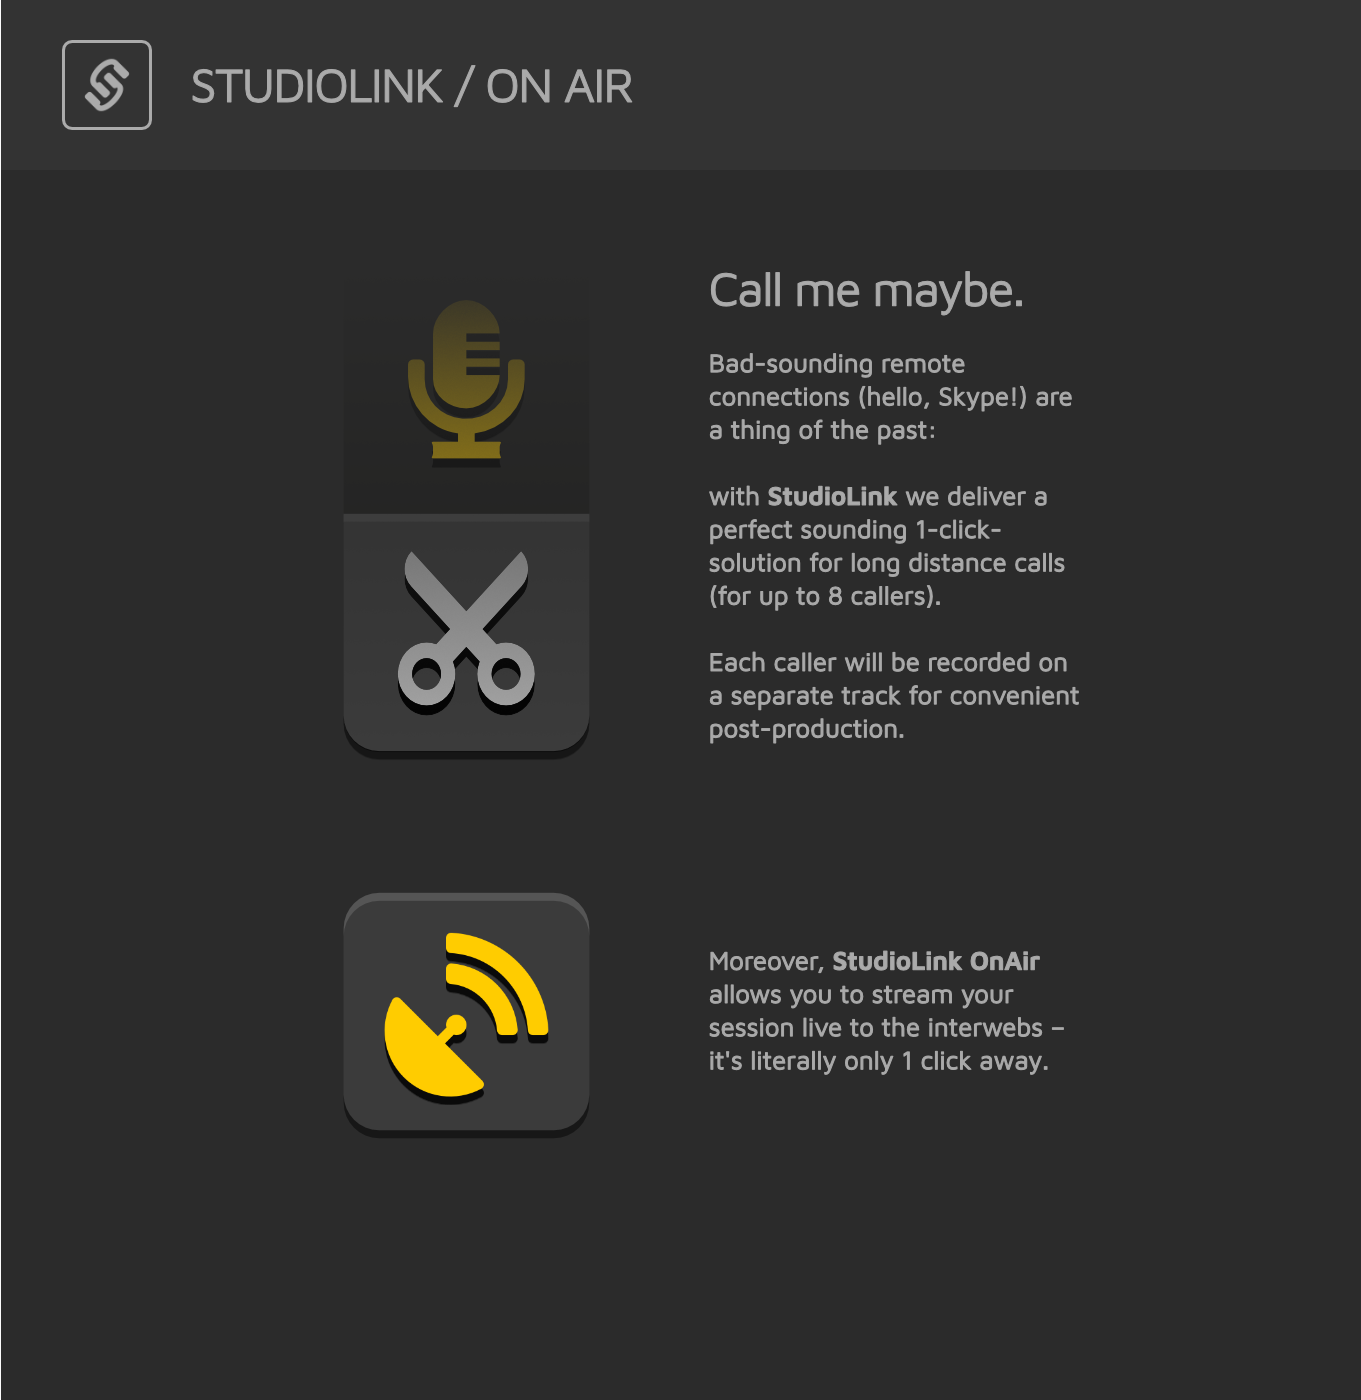 STUDIOLINK / ON AIR
Call me maybe.
Bad-sounding remote
connections (hello, Skype!) are
a thing of the past:
with StudioLink we deliver a
perfect sounding 1-click-
solution for long distance calls
(for up to 8 callers).
Each caller will be recorded on
a separate track for convenient
post-production.
Moreover, StudioLink OnAir
allows you to stream your
session live to the interwebs –
it's literally only 1 click away.